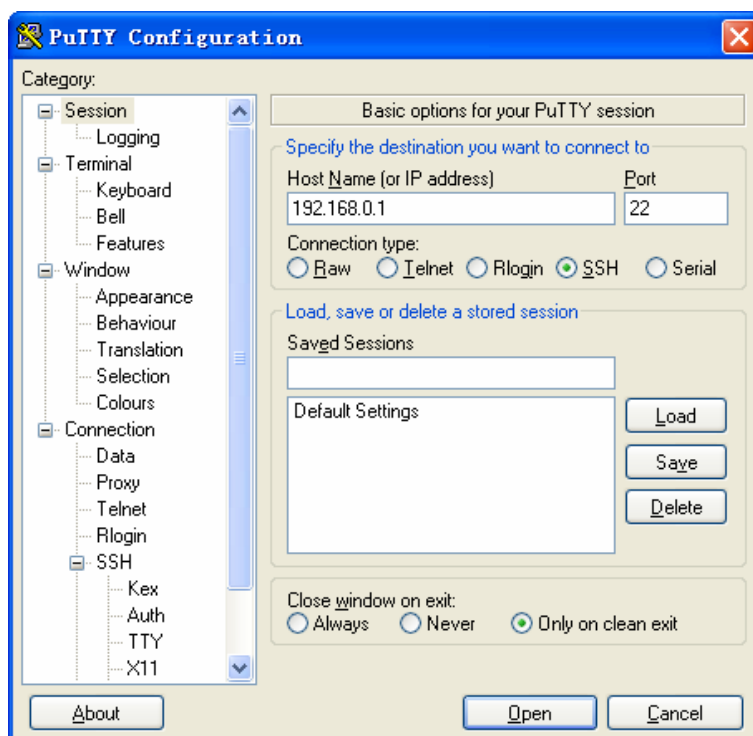 PuTTY Configuration
Category:
Session
Logging
Terminal
Keyboard
Bell
Features
Window
Appearance
Behaviour
Translation
Selection
Colours
Connection
Data
Proxy
Telnet
Rlogin
SSH
Kex
Auth
TTY
X11
Basic options for your PuTTY session
Specify the destination you want to connect to
Host Name (or IP address) Port
192.168.0.1 22
Connection type:
Raw Telnet Rlogin SSH Serial
Load, save or delete a stored session
Saved Sessions
Default Settings
Load
Save
Delete
Close window on exit:
Always Never Only on clean exit
About Open Cancel